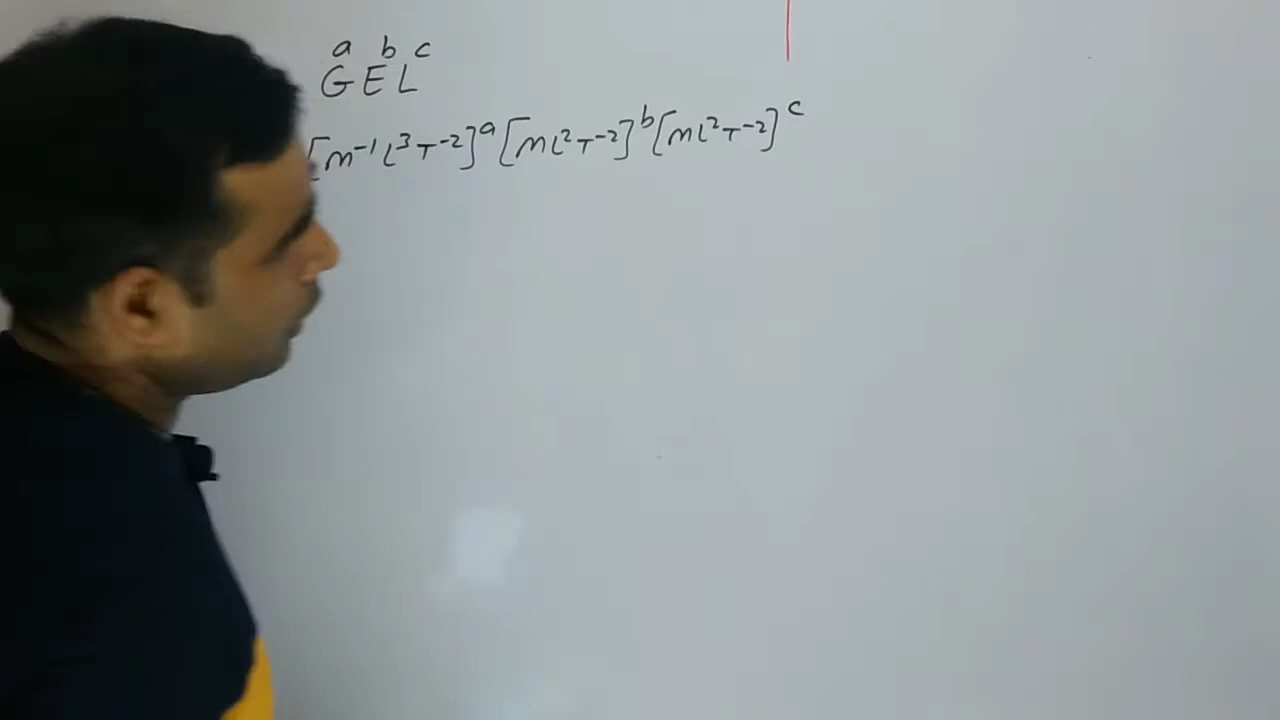 a b c
G E L
[M⁻¹L³T⁻²]ᵃ [ML²T⁻²]ᵇ [ML²T⁻²]ᶜ